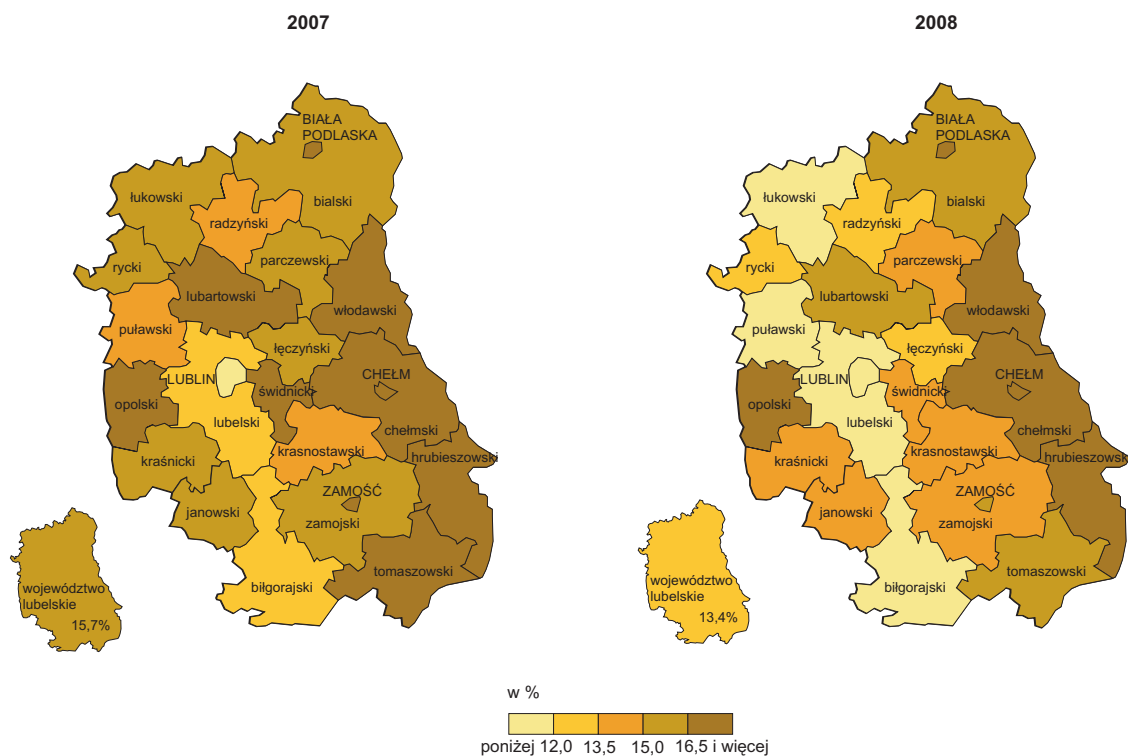 2007
BIAŁA
PODLASKA
łukowski
bialski
radzyński
rycki
parczewski
lubartowski
włodawski
puławski
łęczyński
LUBLIN
CHEŁM
świdnicki
opolski
lubelski
chełmski
krasnostawski
hrubieszowski
kraśnicki
ZAMOŚĆ
janowski
zamojski
tomaszowski
biłgorajski
województwo
lubelskie
15,7%
2008
BIAŁA
PODLASKA
łukowski
bialski
radzyński
rycki
parczewski
lubartowski
włodawski
puławski
łęczyński
LUBLIN
CHEŁM
świdnicki
opolski
lubelski
chełmski
krasnostawski
hrubieszowski
kraśnicki
ZAMOŚĆ
janowski
zamojski
tomaszowski
biłgorajski
województwo
lubelskie
13,4%
w %
poniżej 12,0 13,5 15,0 16,5 i więcej